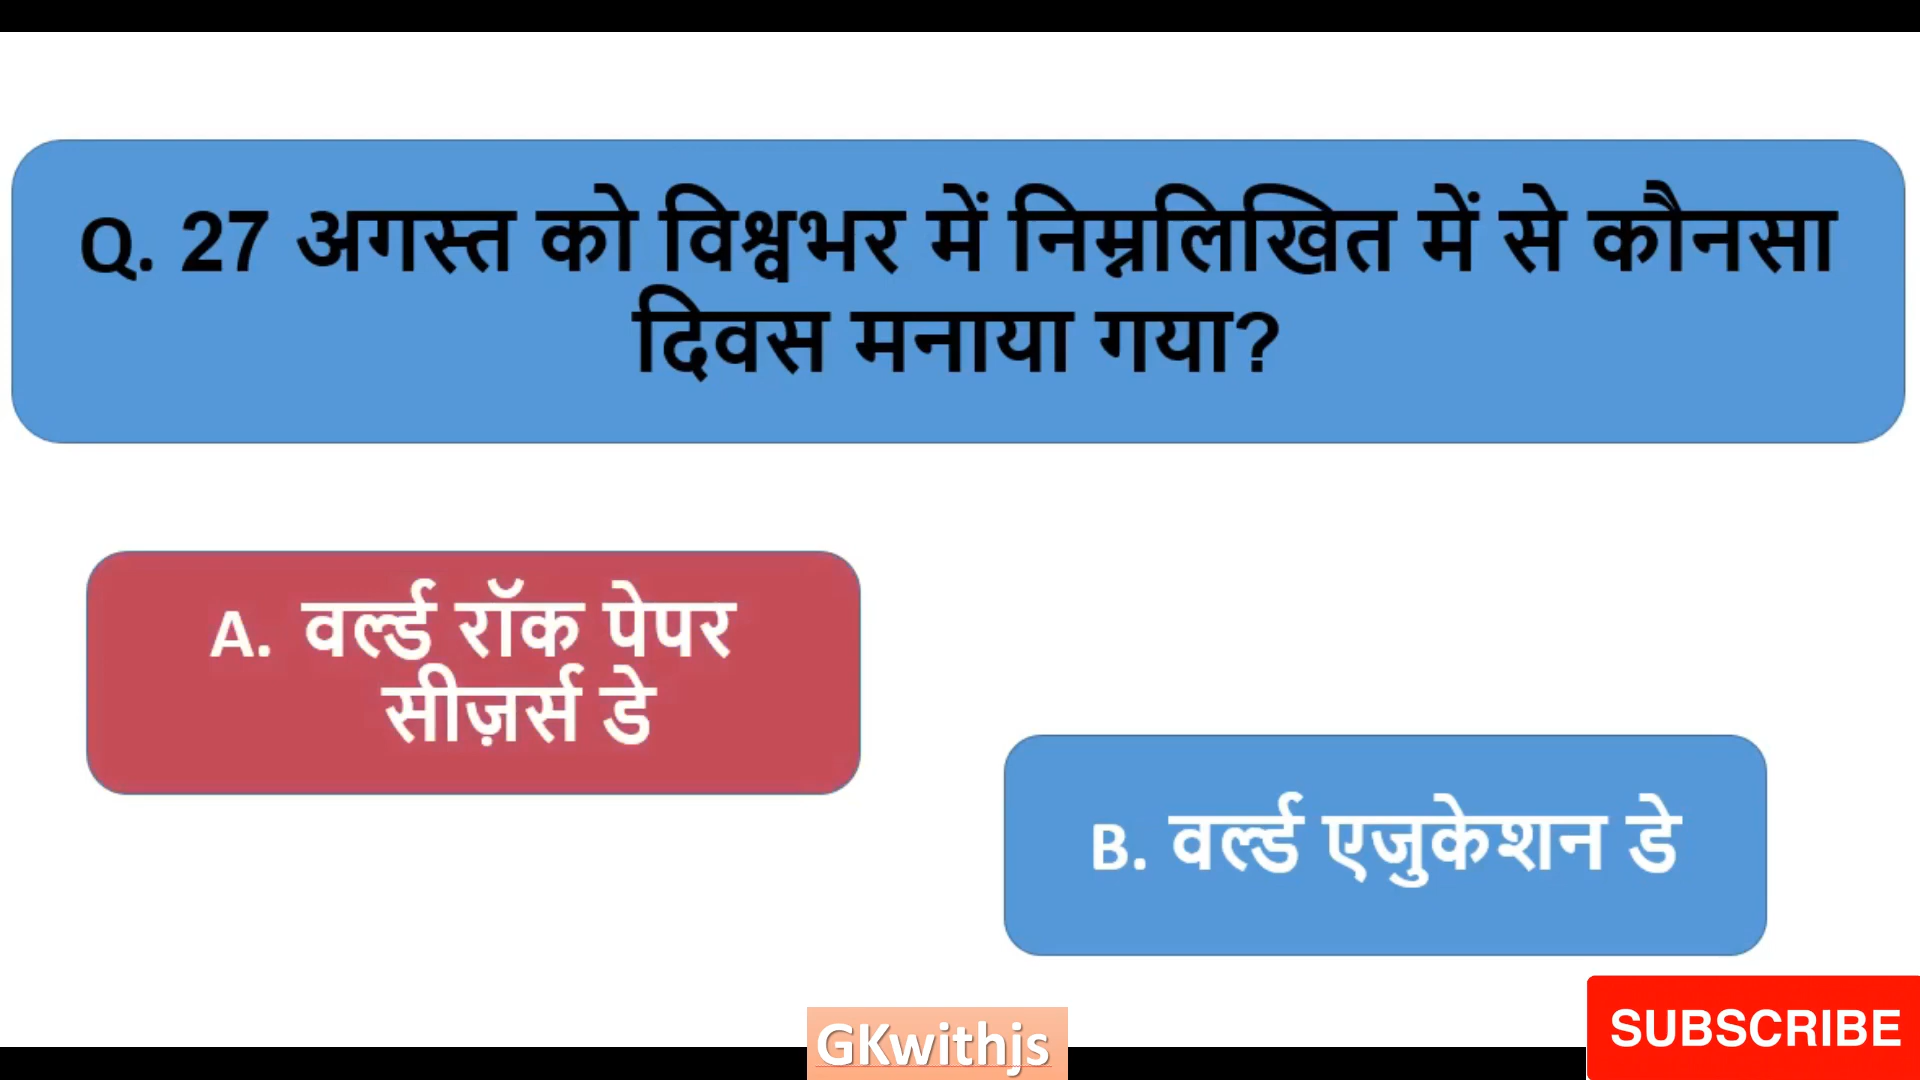 Q. 27 अगस्त को विश्वभर में निम्नलिखित में से कौनसा
दिवस मनाया गया?
A. वर्ल्ड रॉक पेपर
सीज़र्स डे
B. वर्ल्ड एजुकेशन डे
GKwithjs
SUBSCRIBE